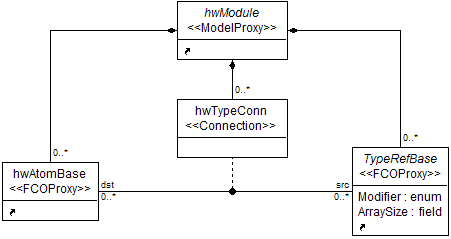 hwModule
<<ModelProxy>>
0..*
hwTypeConn
<<Connection>>
0..*
0..*
hwAtomBase
<<FCOProxy>>
dst
0..*
src
0..*
TypeRefBase
<<FCOProxy>>
Modifier : enum
ArraySize : field